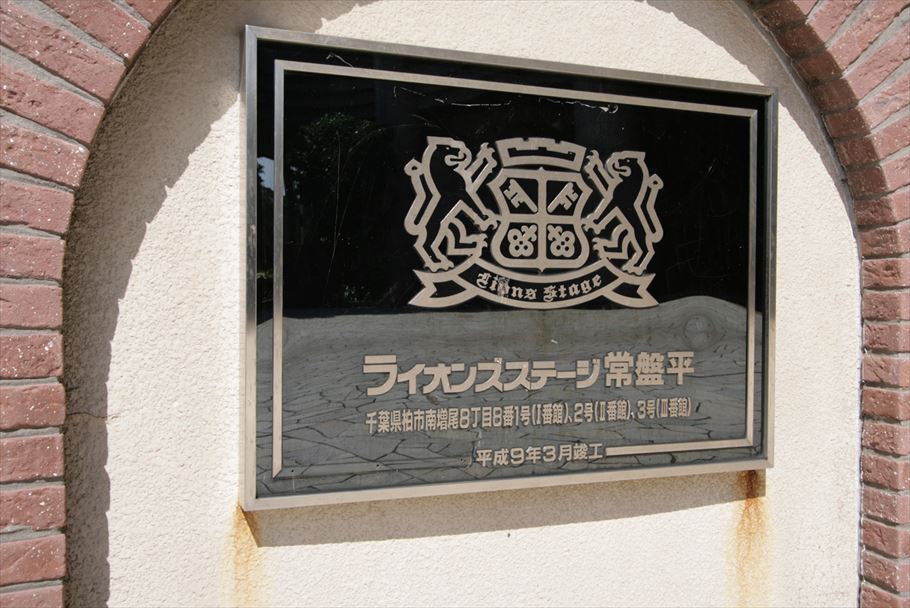 Lions Stage
ライオンズステージ常盤平
千葉県柏市南増尾8丁目8番1号(Ⅰ番館)、2号(Ⅱ番館)、3号(Ⅲ番館)
平成9年3月竣工